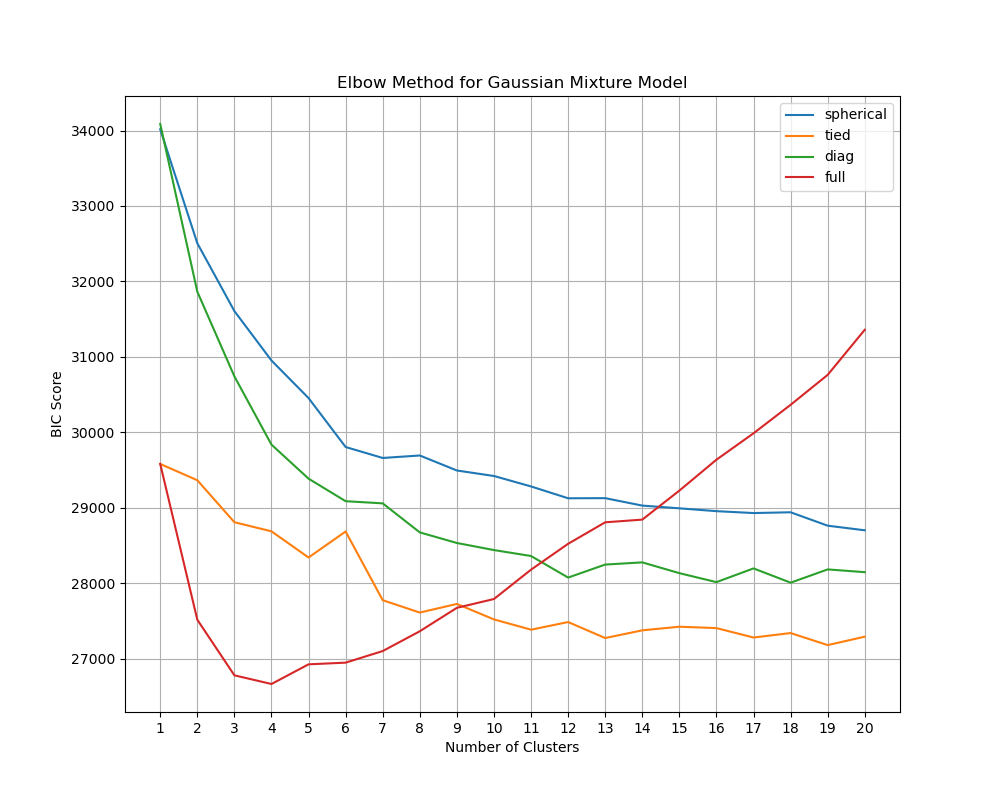 Elbow Method for Gaussian Mixture Model
spherical
tied
diag
full
34000
33000
32000
31000
30000
29000
28000
27000
BIC Score
1 2 3 4 5 6 7 8 9 10 11 12 13 14 15 16 17 18 19 20
Number of Clusters